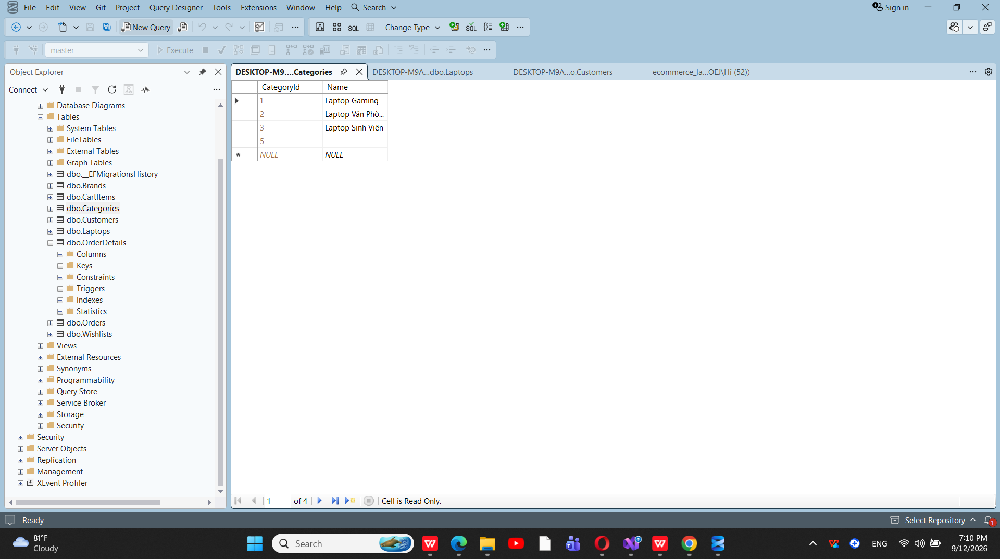 File Edit View Git Project Query Designer Tools Extensions Window Help Search Sign in
New Query SQL Change Type SQL
master Execute
Object Explorer
Connect
Database Diagrams
Tables
System Tables
FileTables
External Tables
Graph Tables
dbo.__EFMigrationsHistory
dbo.Brands
dbo.CartItems
dbo.Categories
dbo.Customers
dbo.Laptops
dbo.OrderDetails
Columns
Keys
Constraints
Triggers
Indexes
Statistics
dbo.Orders
dbo.Wishlists
Views
External Resources
Synonyms
Programmability
Query Store
Service Broker
Storage
Security
Security
Server Objects
Replication
Management
XEvent Profiler
DESKTOP-M9....Categories DESKTOP-M9A...dbo.Laptops DESKTOP-M9A...o.Customers ecommerce_la...OEJ\Hi (52))
CategoryId Name
1 Laptop Gaming
2 Laptop Văn Phò...
3 Laptop Sinh Viên
5
NULL NULL
1 of 4 Cell is Read Only.
Ready Select Repository 1
81°F
Cloudy
Search
ENG
7:10 PM
9/12/2026